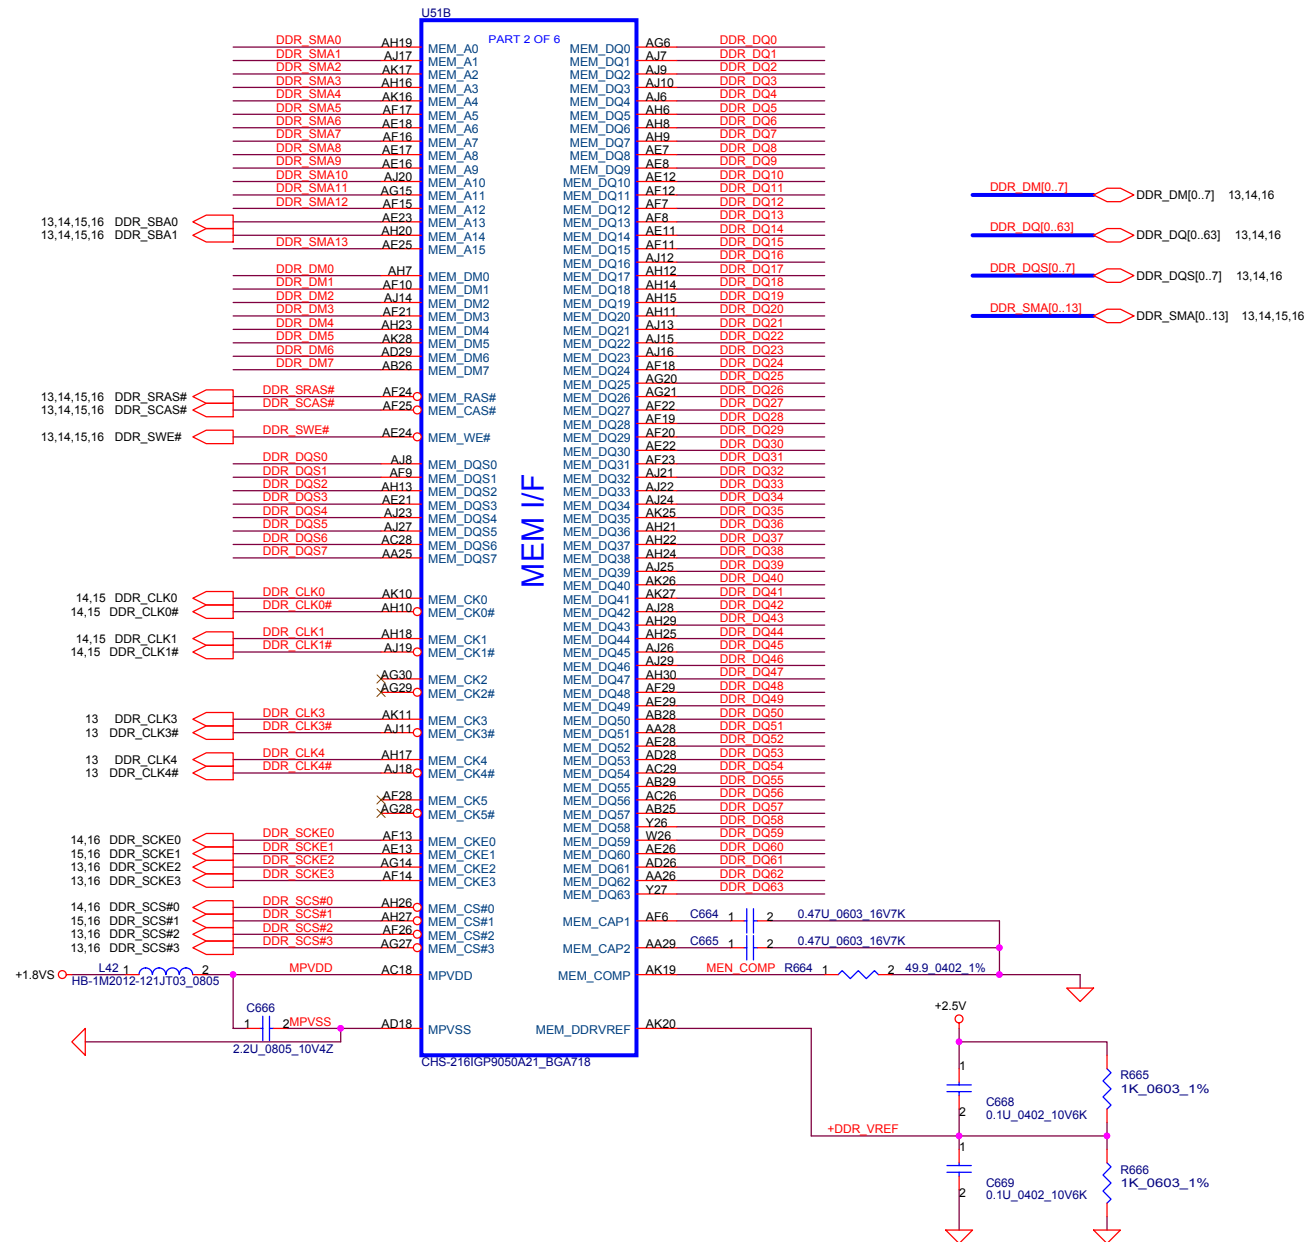 U51B
PART 2 OF 6
DDR_SMA0 AH19 MEM_A0
DDR_SMA1 AJ17 MEM_A1
DDR_SMA2 AK17 MEM_A2
DDR_SMA3 AH16 MEM_A3
DDR_SMA4 AK16 MEM_A4
DDR_SMA5 AF17 MEM_A5
DDR_SMA6 AE18 MEM_A6
DDR_SMA7 AF16 MEM_A7
DDR_SMA8 AE17 MEM_A8
DDR_SMA9 AE16 MEM_A9
DDR_SMA10 AJ20 MEM_A10
DDR_SMA11 AG15 MEM_A11
DDR_SMA12 AF15 MEM_A12
13,14,15,16 DDR_SBA0 AE23 MEM_A13
13,14,15,16 DDR_SBA1 AH20 MEM_A14
DDR_SMA13 AE25 MEM_A15
DDR_DM0 AH7 MEM_DM0
DDR_DM1 AF10 MEM_DM1
DDR_DM2 AJ14 MEM_DM2
DDR_DM3 AF21 MEM_DM3
DDR_DM4 AH23 MEM_DM4
DDR_DM5 AK28 MEM_DM5
DDR_DM6 AD29 MEM_DM6
DDR_DM7 AB26 MEM_DM7
13,14,15,16 DDR_SRAS# DDR_SRAS# AF24 MEM_RAS#
13,14,15,16 DDR_SCAS# DDR_SCAS# AF25 MEM_CAS#
13,14,15,16 DDR_SWE# DDR_SWE# AE24 MEM_WE#
DDR_DQS0 AJ8 MEM_DQS0
DDR_DQS1 AF9 MEM_DQS1
DDR_DQS2 AH13 MEM_DQS2
DDR_DQS3 AE21 MEM_DQS3
DDR_DQS4 AJ23 MEM_DQS4
DDR_DQS5 AJ27 MEM_DQS5
DDR_DQS6 AC28 MEM_DQS6
DDR_DQS7 AA25 MEM_DQS7
14,15 DDR_CLK0 DDR_CLK0 AK10 MEM_CK0
14,15 DDR_CLK0# DDR_CLK0# AH10 MEM_CK0#
14,15 DDR_CLK1 DDR_CLK1 AH18 MEM_CK1
14,15 DDR_CLK1# DDR_CLK1# AJ19 MEM_CK1#
AG30 MEM_CK2
AG29 MEM_CK2#
13 DDR_CLK3 DDR_CLK3 AK11 MEM_CK3
13 DDR_CLK3# DDR_CLK3# AJ11 MEM_CK3#
13 DDR_CLK4 DDR_CLK4 AH17 MEM_CK4
13 DDR_CLK4# DDR_CLK4# AJ18 MEM_CK4#
AF28 MEM_CK5
AG28 MEM_CK5#
14,16 DDR_SCKE0 DDR_SCKE0 AF13 MEM_CKE0
15,16 DDR_SCKE1 DDR_SCKE1 AE13 MEM_CKE1
13,16 DDR_SCKE2 DDR_SCKE2 AG14 MEM_CKE2
13,16 DDR_SCKE3 DDR_SCKE3 AF14 MEM_CKE3
14,16 DDR_SCS#0 DDR_SCS#0 AH26 MEM_CS#0
15,16 DDR_SCS#1 DDR_SCS#1 AH27 MEM_CS#1
13,16 DDR_SCS#2 DDR_SCS#2 AF26 MEM_CS#2
13,16 DDR_SCS#3 DDR_SCS#3 AG27 MEM_CS#3
+1.8VS L42 1 2 MPVDD AC18 MPVDD
HB-1M2012-121JT03_0805
C666
1 2 MPVSS AD18 MPVSS
2.2U_0805_10V4Z
MEM I/F
MEM_DQ0 AG6 DDR_DQ0
MEM_DQ1 AJ7 DDR_DQ1
MEM_DQ2 AJ9 DDR_DQ2
MEM_DQ3 AJ10 DDR_DQ3
MEM_DQ4 AJ6 DDR_DQ4
MEM_DQ5 AH6 DDR_DQ5
MEM_DQ6 AH8 DDR_DQ6
MEM_DQ7 AH9 DDR_DQ7
MEM_DQ8 AE7 DDR_DQ8
MEM_DQ9 AE8 DDR_DQ9
MEM_DQ10 AE12 DDR_DQ10
MEM_DQ11 AF12 DDR_DQ11
MEM_DQ12 AF7 DDR_DQ12
MEM_DQ13 AF8 DDR_DQ13
MEM_DQ14 AE11 DDR_DQ14
MEM_DQ15 AF11 DDR_DQ15
MEM_DQ16 AJ12 DDR_DQ16
MEM_DQ17 AH12 DDR_DQ17
MEM_DQ18 AH14 DDR_DQ18
MEM_DQ19 AH15 DDR_DQ19
MEM_DQ20 AH11 DDR_DQ20
MEM_DQ21 AJ13 DDR_DQ21
MEM_DQ22 AJ15 DDR_DQ22
MEM_DQ23 AJ16 DDR_DQ23
MEM_DQ24 AF18 DDR_DQ24
MEM_DQ25 AG20 DDR_DQ25
MEM_DQ26 AG21 DDR_DQ26
MEM_DQ27 AF22 DDR_DQ27
MEM_DQ28 AF19 DDR_DQ28
MEM_DQ29 AF20 DDR_DQ29
MEM_DQ30 AE22 DDR_DQ30
MEM_DQ31 AF23 DDR_DQ31
MEM_DQ32 AJ21 DDR_DQ32
MEM_DQ33 AJ22 DDR_DQ33
MEM_DQ34 AJ24 DDR_DQ34
MEM_DQ35 AK25 DDR_DQ35
MEM_DQ36 AH21 DDR_DQ36
MEM_DQ37 AH22 DDR_DQ37
MEM_DQ38 AH24 DDR_DQ38
MEM_DQ39 AJ25 DDR_DQ39
MEM_DQ40 AK26 DDR_DQ40
MEM_DQ41 AK27 DDR_DQ41
MEM_DQ42 AJ28 DDR_DQ42
MEM_DQ43 AH29 DDR_DQ43
MEM_DQ44 AH25 DDR_DQ44
MEM_DQ45 AJ26 DDR_DQ45
MEM_DQ46 AJ29 DDR_DQ46
MEM_DQ47 AH30 DDR_DQ47
MEM_DQ48 AF29 DDR_DQ48
MEM_DQ49 AE29 DDR_DQ49
MEM_DQ50 AB28 DDR_DQ50
MEM_DQ51 AA28 DDR_DQ51
MEM_DQ52 AE28 DDR_DQ52
MEM_DQ53 AD28 DDR_DQ53
MEM_DQ54 AC29 DDR_DQ54
MEM_DQ55 AB29 DDR_DQ55
MEM_DQ56 AC26 DDR_DQ56
MEM_DQ57 AB25 DDR_DQ57
MEM_DQ58 Y26 DDR_DQ58
MEM_DQ59 W26 DDR_DQ59
MEM_DQ60 AE26 DDR_DQ60
MEM_DQ61 AD26 DDR_DQ61
MEM_DQ62 AA26 DDR_DQ62
MEM_DQ63 Y27 DDR_DQ63
MEM_CAP1 AF6 C664 1 2 0.47U_0603_16V7K
MEM_CAP2 AA29 C665 1 2 0.47U_0603_16V7K
MEM_COMP AK19 MEN_COMP R664 1 2 49.9_0402_1%
MEM_DDRVREF AK20
CHS-216IGP9050A21_BGA718
DDR_DM[0..7] DDR_DM[0..7] 13,14,16
DDR_DQ[0..63] DDR_DQ[0..63] 13,14,16
DDR_DQS[0..7] DDR_DQS[0..7] 13,14,16
DDR_SMA[0..13] DDR_SMA[0..13] 13,14,15,16
+2.5V
1
R665
1K_0603_1%
C668
2 0.1U_0402_10V6K
+DDR_VREF
1
R666
1K_0603_1%
C669
2 0.1U_0402_10V6K